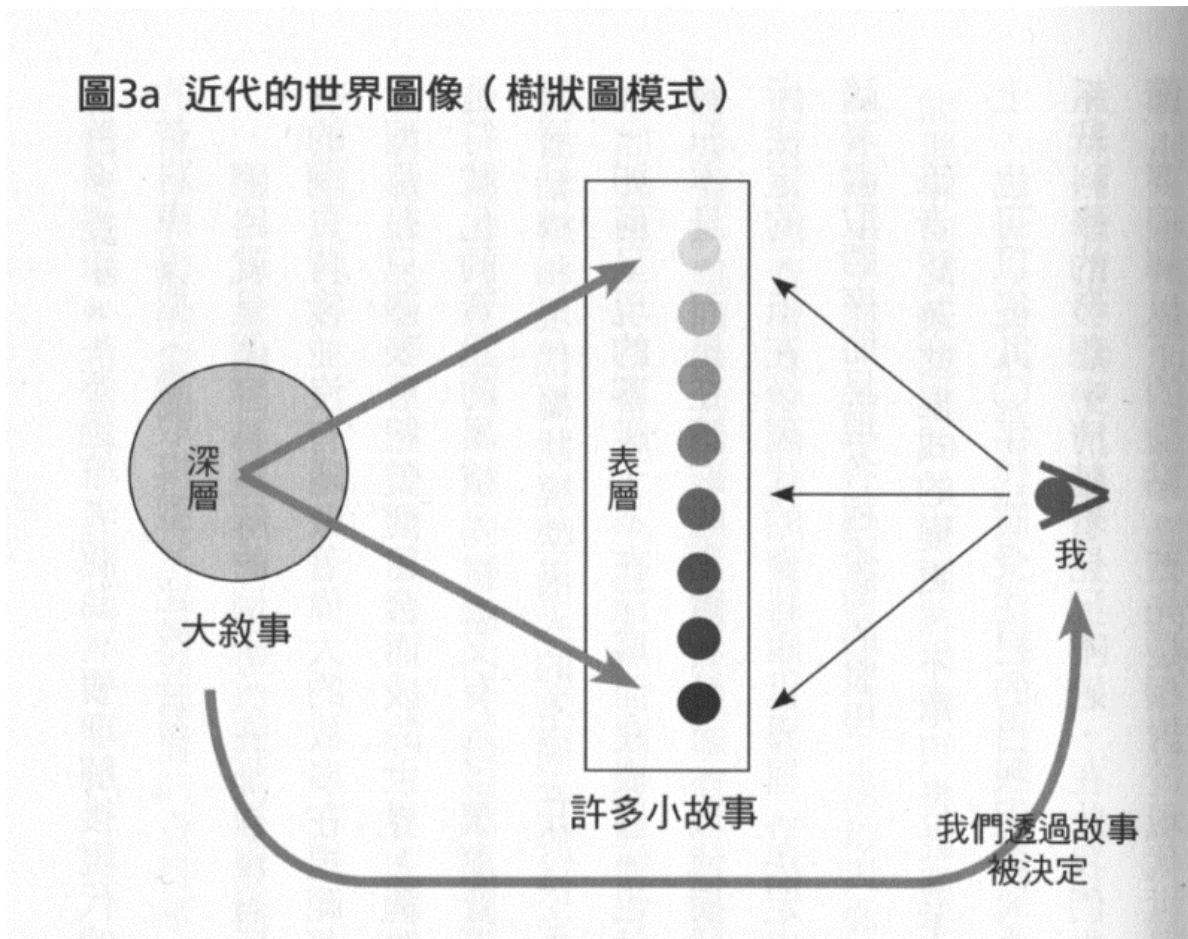 圖3a 近代的世界圖像（樹狀圖模式）
深層
大敘事
表層
許多小故事
我
我們透過故事
被決定